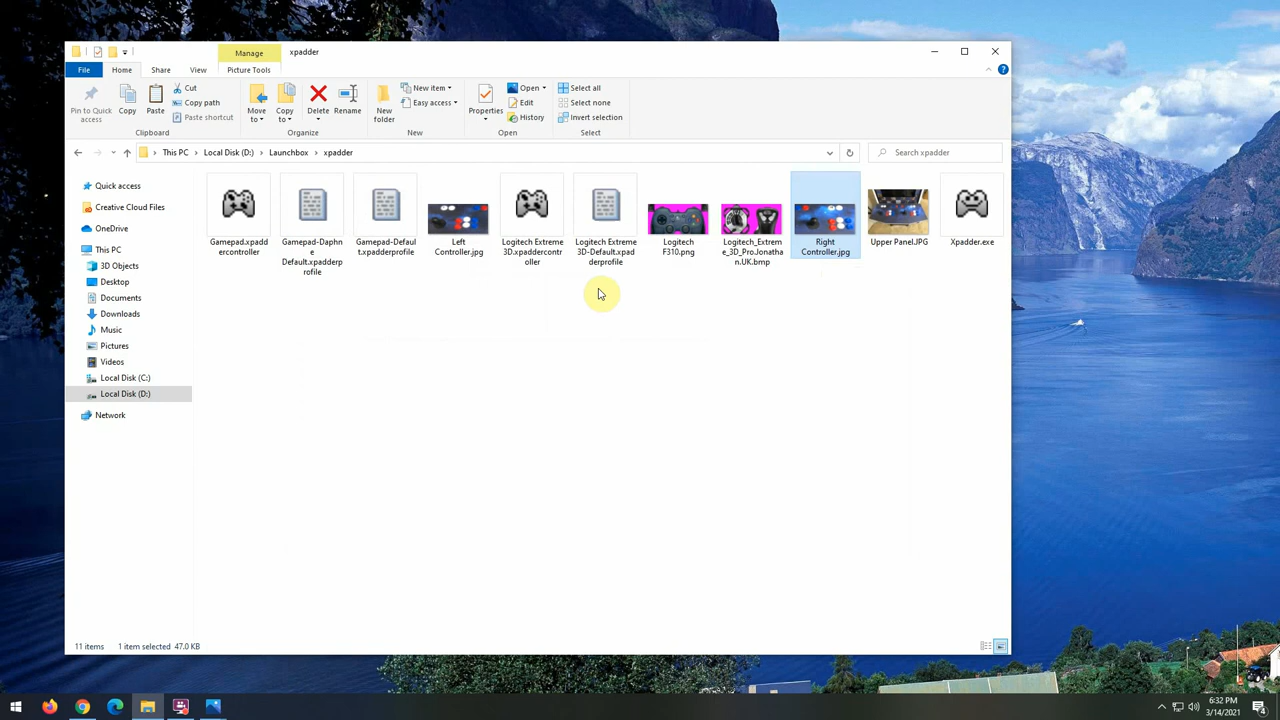 Manage
xpadder
File
Home
Share
View
Picture Tools
Pin to Quick
access
Copy
Paste
Cut
Copy path
Paste shortcut
Clipboard
Move
to
Copy
to
Delete
Rename
Organize
New
folder
New item
Easy access
New
Properties
Open
Edit
History
Open
Select all
Select none
Invert selection
Select
This PC
Local Disk (D:)
Launchbox
xpadder
Search xpadder
Quick access
Creative Cloud Files
OneDrive
This PC
3D Objects
Desktop
Documents
Downloads
Music
Pictures
Videos
Local Disk (C:)
Local Disk (D:)
Network
Gamepad.xpadd
ercontroller
Gamepad-Daphn
e
Default.xpadderp
rofile
Gamepad-Defaul
t.xpadderprofile
Left
Controller.jpg
Logitech Extreme
3D.xpaddercontr
oller
Logitech Extreme
3D-Default.xpad
derprofile
Logitech
F310.png
Logitech_Extrem
e_3D_Pro.Jonatha
n.UK.bmp
Right
Controller.jpg
Upper Panel.JPG
Xpadder.exe
11 items
1 item selected 47.0 KB
6:32 PM
3/14/2021
4